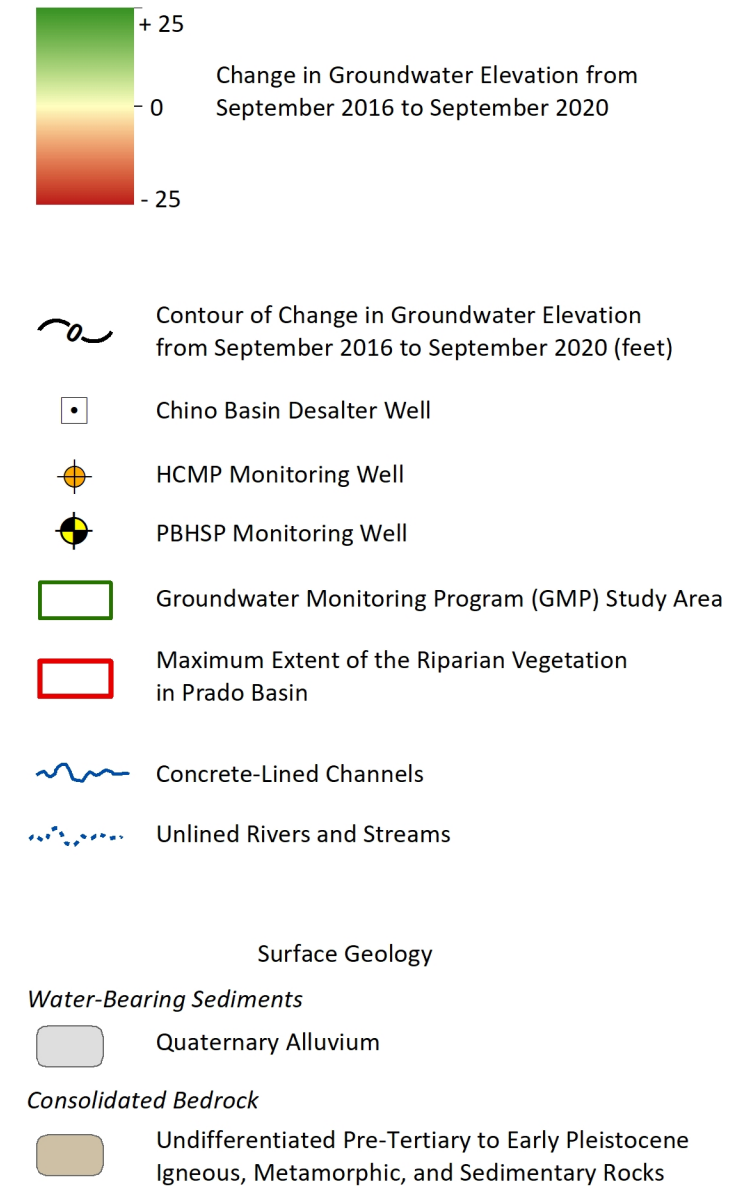 + 25
Change in Groundwater Elevation from
0
September 2016 to September 2020
- 25
0
Contour of Change in Groundwater Elevation
from September 2016 to September 2020 (feet)
Chino Basin Desalter Well
HCMP Monitoring Well
PBHSP Monitoring Well
Groundwater Monitoring Program (GMP) Study Area
Maximum Extent of the Riparian Vegetation
in Prado Basin
Concrete-Lined Channels
Unlined Rivers and Streams
Surface Geology
Water-Bearing Sediments
Quaternary Alluvium
Consolidated Bedrock
Undifferentiated Pre-Tertiary to Early Pleistocene
Igneous, Metamorphic, and Sedimentary Rocks